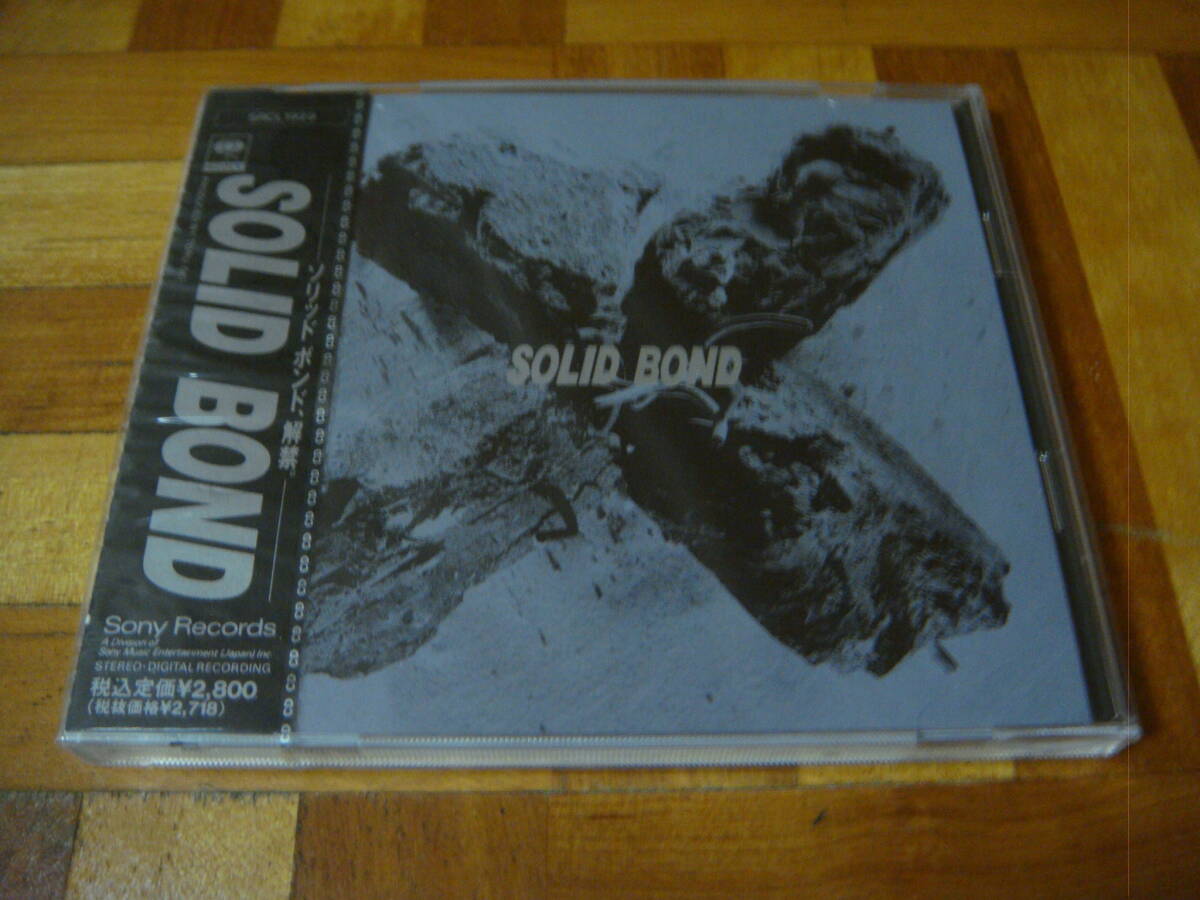 SOLID BOND
ソリッド ボンド、解禁。
Sony Records
A Division of
Sony Music Entertainment (Japan) Inc.
STEREO·DIGITAL RECORDING
税込定価¥2,800
(税抜価格¥2,718)
SOLID BOND